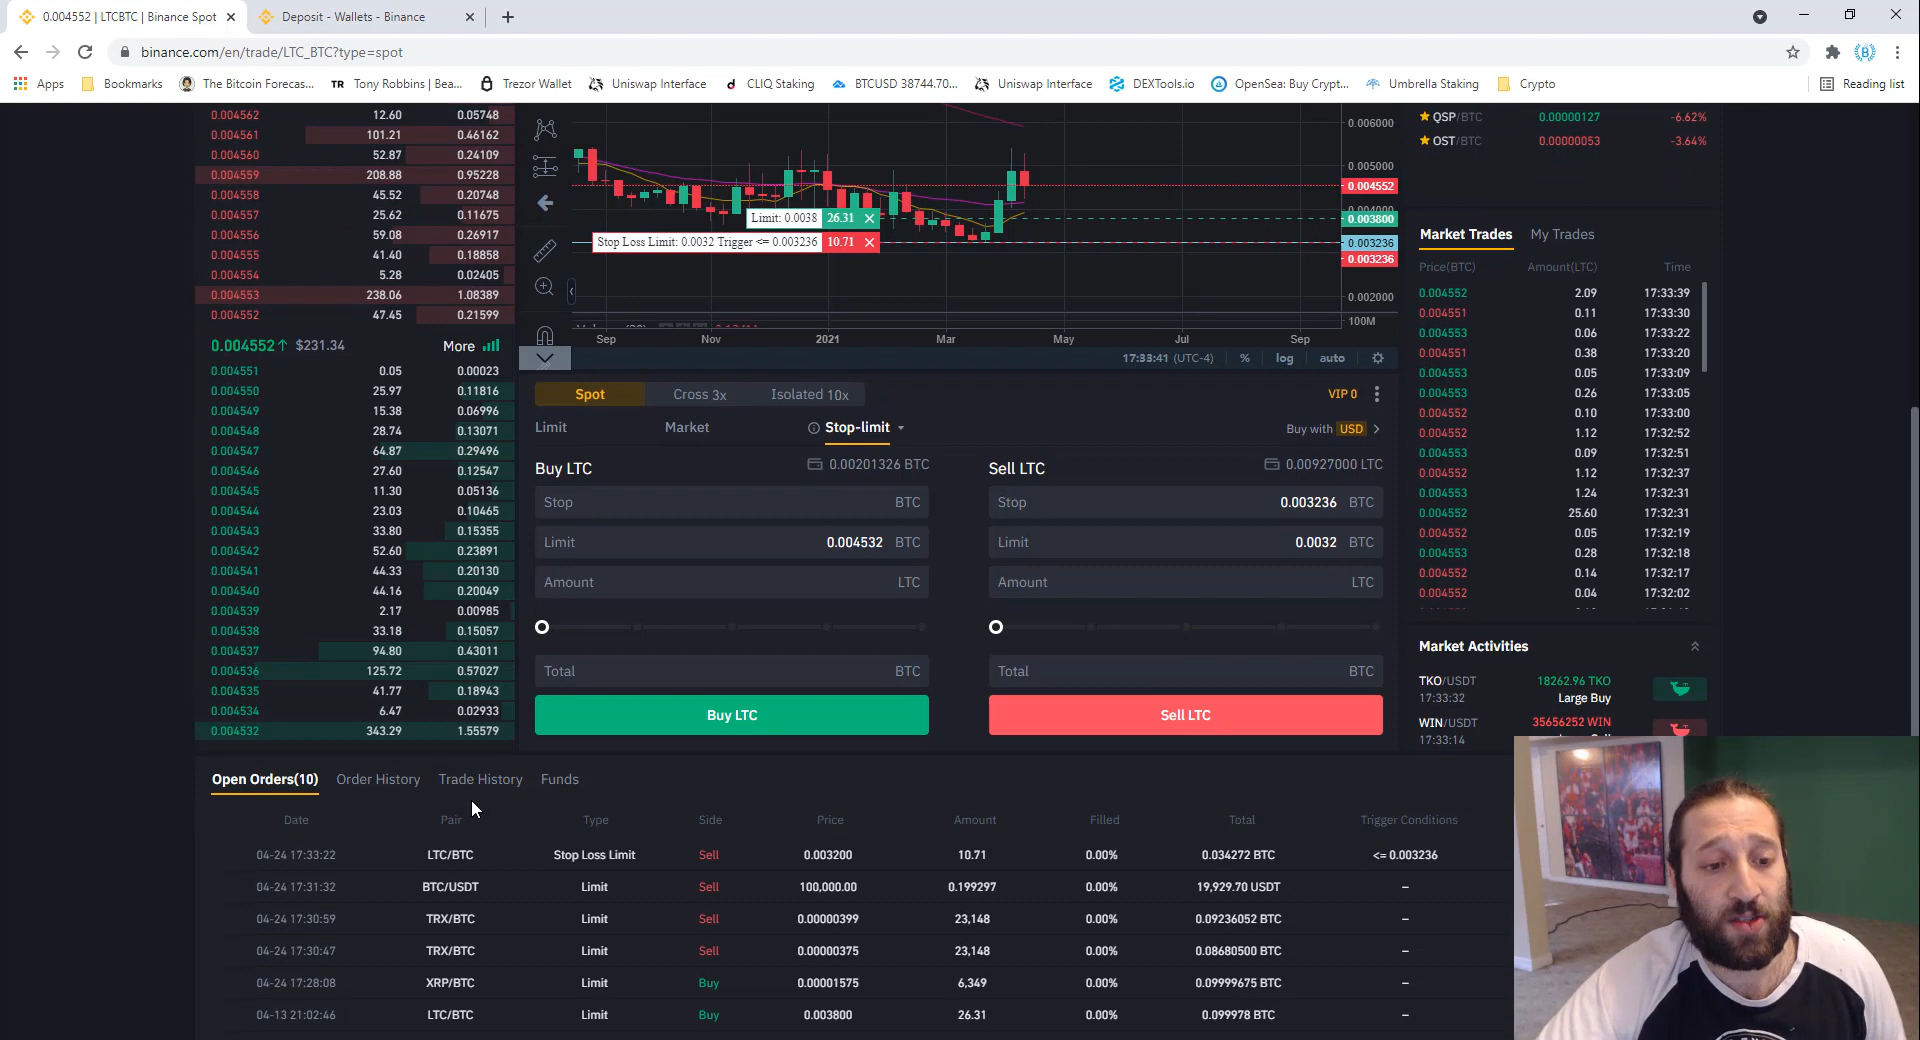 0.004552 | LTCBTC | Binance Spot
Deposit - Wallets - Binance
binance.com/en/trade/LTC_BTC?type=spot
Apps Bookmarks The Bitcoin Forecas... TR Tony Robbins | Bea... Trezor Wallet Uniswap Interface CLIQ Staking BTCUSD 38744.70... Uniswap Interface DEXTools.io OpenSea: Buy Crypt... Umbrella Staking Crypto Reading list
0.004562 12.60 0.05748
0.004561 101.21 0.46162
0.004560 52.87 0.24109
0.004559 208.88 0.95228
0.004558 45.52 0.20748
0.004557 25.62 0.11675
0.004556 59.08 0.26917
0.004555 41.40 0.18858
0.004554 5.28 0.02405
0.004553 238.06 1.08389
0.004552 47.45 0.21599
0.004552↑ $231.34 More
0.004551 0.05 0.00023
0.004550 25.97 0.11816
0.004549 15.38 0.06996
0.004548 28.74 0.13071
0.004547 64.87 0.29496
0.004546 27.60 0.12547
0.004545 11.30 0.05136
0.004544 23.03 0.10465
0.004543 33.80 0.15355
0.004542 52.60 0.23891
0.004541 44.33 0.20130
0.004540 44.16 0.20049
0.004539 2.17 0.00985
0.004538 33.18 0.15057
0.004537 94.80 0.43011
0.004536 125.72 0.57027
0.004535 41.77 0.18943
0.004534 6.47 0.02933
0.004532 343.29 1.55579
0.006000
0.005000
0.004552
0.003800
0.003236
0.003236
0.002000
100M
Limit: 0.0038 26.31
Stop Loss Limit: 0.0032 Trigger <= 0.003236 10.71
Sep Nov 2021 Mar May Jul Sep
17:33:41 (UTC-4) % log auto
Spot Cross 3x Isolated 10x VIP 0
Limit Market Stop-limit Buy with USD
Buy LTC 0.00201326 BTC
Stop BTC
Limit 0.004532 BTC
Amount LTC
Total BTC
Buy LTC
Sell LTC 0.00927000 LTC
Stop 0.003236 BTC
Limit 0.0032 BTC
Amount LTC
Total BTC
Sell LTC
QSP/BTC 0.00000127 -6.62%
OST/BTC 0.00000053 -3.64%
Market Trades My Trades
Price(BTC) Amount(LTC) Time
0.004552 2.09 17:33:39
0.004551 0.11 17:33:30
0.004553 0.06 17:33:22
0.004551 0.38 17:33:20
0.004553 0.05 17:33:09
0.004553 0.26 17:33:05
0.004552 0.10 17:33:00
0.004552 1.12 17:32:52
0.004553 0.09 17:32:51
0.004552 1.12 17:32:37
0.004553 1.24 17:32:31
0.004552 25.60 17:32:31
0.004552 0.05 17:32:19
0.004553 0.28 17:32:18
0.004552 0.14 17:32:17
0.004552 0.04 17:32:02
Market Activities
TKO/USDT 18262.96 TKO
17:33:32 Large Buy
WIN/USDT 35656252 WIN
17:33:14
Open Orders(10) Order History Trade History Funds
Date Pair Type Side Price Amount Filled Total Trigger Conditions
04-24 17:33:22 LTC/BTC Stop Loss Limit Sell 0.003200 10.71 0.00% 0.034272 BTC <= 0.003236
04-24 17:31:32 BTC/USDT Limit Sell 100,000.00 0.199297 0.00% 19,929.70 USDT –
04-24 17:30:59 TRX/BTC Limit Sell 0.00000399 23,148 0.00% 0.09236052 BTC –
04-24 17:30:47 TRX/BTC Limit Sell 0.00000375 23,148 0.00% 0.08680500 BTC –
04-24 17:28:08 XRP/BTC Limit Buy 0.00001575 6,349 0.00% 0.09999675 BTC –
04-13 21:02:46 LTC/BTC Limit Buy 0.003800 26.31 0.00% 0.099978 BTC –